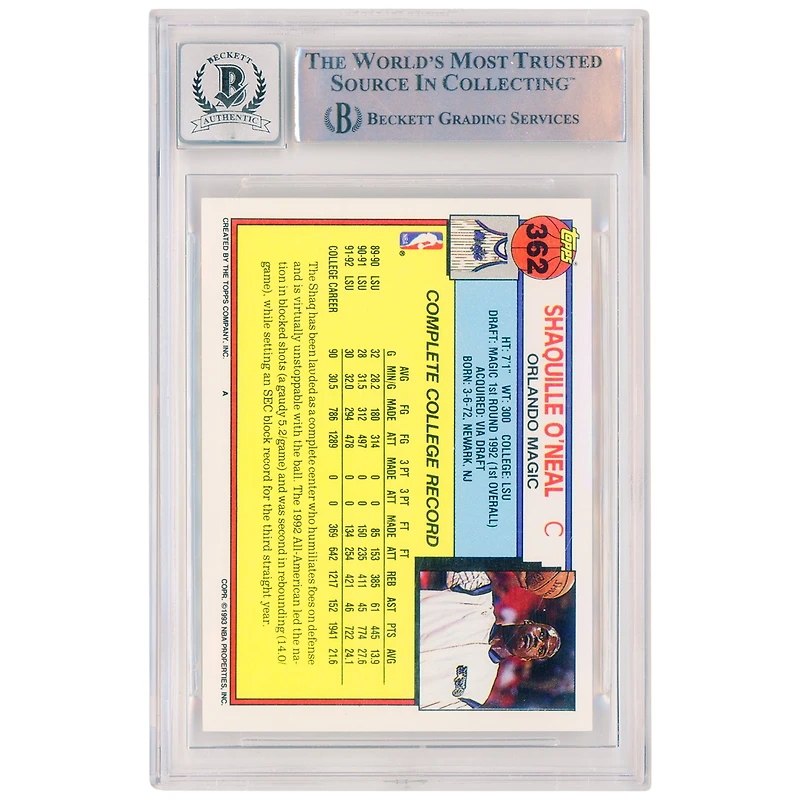 BECKETT
B
AUTHENTIC
THE WORLD'S MOST TRUSTED
SOURCE IN COLLECTING™
B BECKETT GRADING SERVICES
Topps®
362
SHAQUILLE O'NEAL C
ORLANDO MAGIC
HT: 7'1" WT: 300 COLLEGE: LSU
DRAFT: MAGIC 1ST ROUND 1992 (1ST OVERALL)
ACQUIRED: VIA DRAFT
BORN: 3-6-72, NEWARK, NJ
NBA ®
COMPLETE COLLEGE RECORD
AVG FG FG 3 PT 3 PT FT FT
G MIN/G MADE ATT MADE ATT MADE ATT REB AST PTS AVG
89-90 LSU 32 28.2 180 314 0 0 85 153 385 61 445 13.9
90-91 LSU 28 31.5 312 497 0 0 150 235 411 45 774 27.6
91-92 LSU 30 32.0 294 478 0 0 134 254 421 46 722 24.1
COLLEGE CAREER 90 30.5 786 1289 0 0 369 642 1217 152 1941 21.6
The Shaq has been lauded as a complete center who humiliates foes on defense
and is virtually unstoppable with the ball. The 1992 All-American led the na-
tion in blocked shots (a gaudy 5.2/game) and was second in rebounding (14.0/
game), while setting an SEC block record for the third straight year.
CREATED BY THE TOPPS COMPANY, INC. A COPR. ©1993 NBA PROPERTIES, INC.